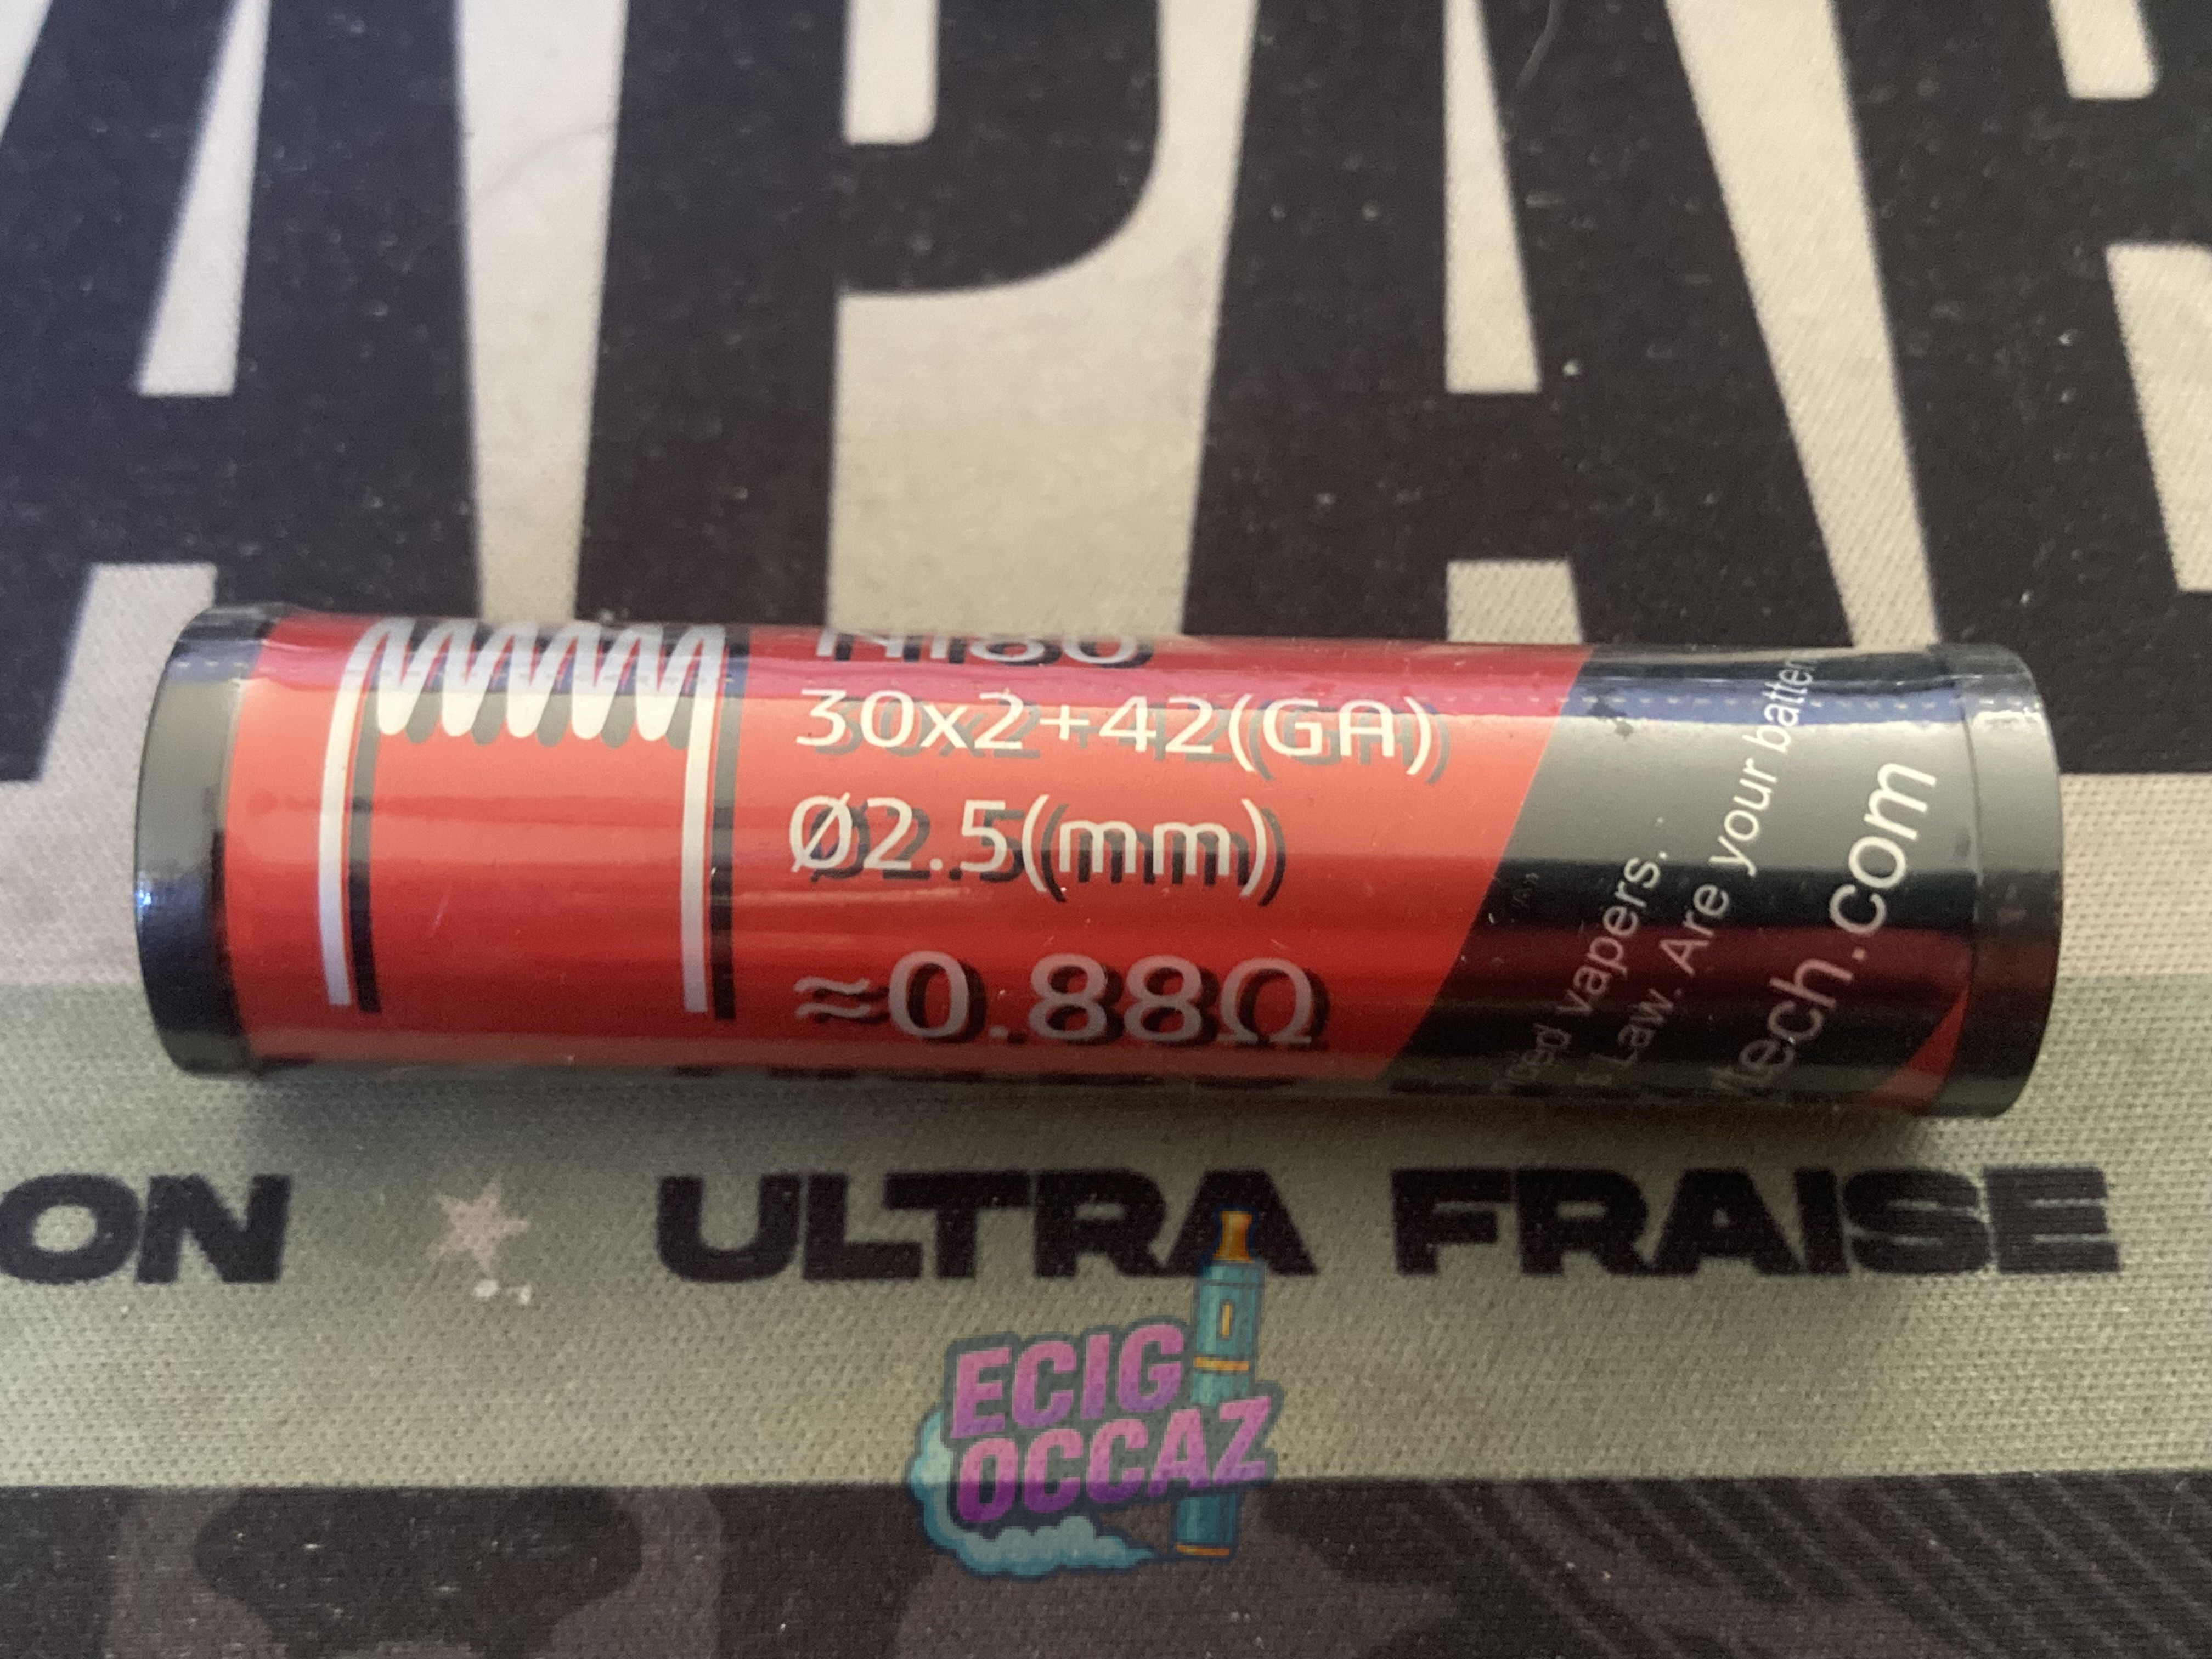 Ni80
30x2+42(GA)
Ø2.5(mm)
≈0.88Ω
vapers.
Law. Are your batter
tech.com
ON ULTRA FRAISE
ECIG
OCCAZ